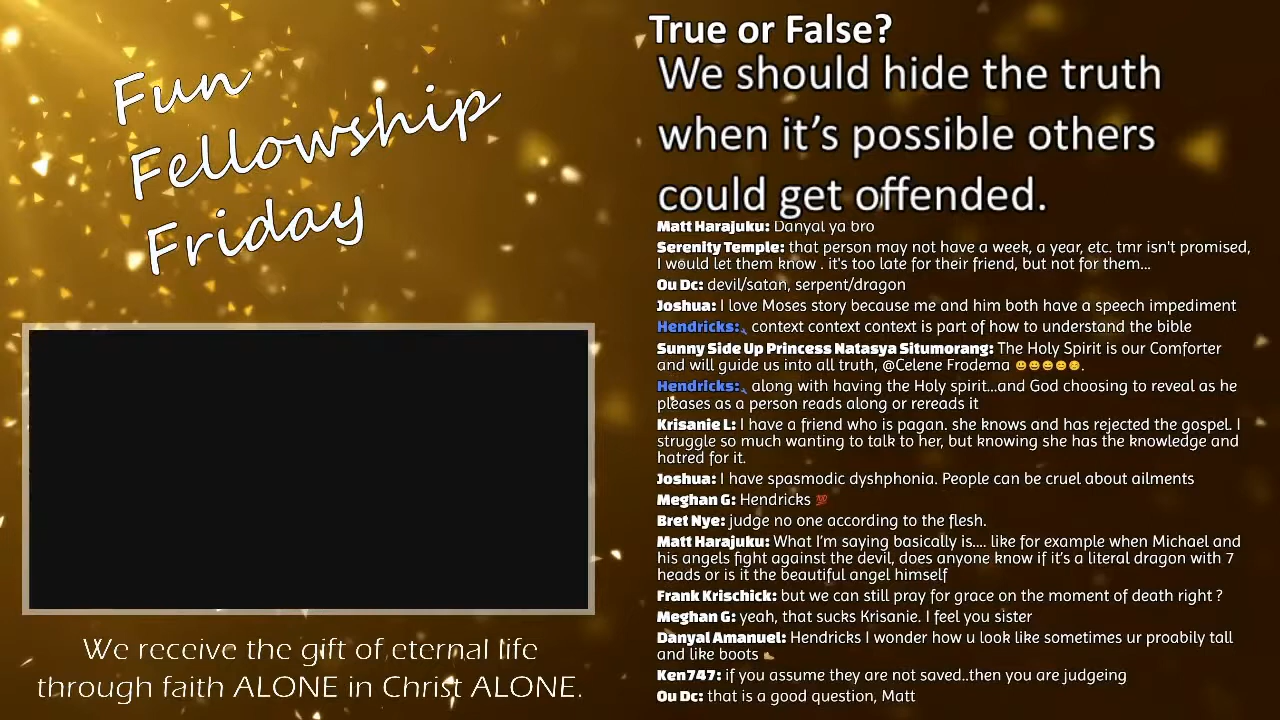 Fun
Fellowship
Friday
We receive the gift of eternal life
through faith ALONE in Christ ALONE.
True or False?
We should hide the truth
when it's possible others
could get offended.
Matt Harajuku: Danyal ya bro
Serenity Temple: that person may not have a week, a year, etc. tmr isn't promised,
I would let them know . it's too late for their friend, but not for them...
Ou Dc: devil/satan, serpent/dragon
Joshua: I love Moses story because me and him both have a speech impediment
Hendricks: context context context is part of how to understand the bible
Sunny Side Up Princess Natasya Situmorang: The Holy Spirit is our Comforter
and will guide us into all truth, @Celene Frodema 😊😊😊😊😊.
Hendricks: along with having the Holy spirit...and God choosing to reveal as he
pleases as a person reads along or rereads it
Krisanie L: I have a friend who is pagan. she knows and has rejected the gospel. I
struggle so much wanting to talk to her, but knowing she has the knowledge and
hatred for it.
Joshua: I have spasmodic dyshphonia. People can be cruel about ailments
Meghan G: Hendricks 💯
Bret Nye: judge no one according to the flesh.
Matt Harajuku: What I'm saying basically is.... like for example when Michael and
his angels fight against the devil, does anyone know if it's a literal dragon with 7
heads or is it the beautiful angel himself
Frank Krischick: but we can still pray for grace on the moment of death right ?
Meghan G: yeah, that sucks Krisanie. I feel you sister
Danyal Amanuel: Hendricks I wonder how u look like sometimes ur proabily tall
and like boots 🥾
Ken747: if you assume they are not saved..then you are judgeing
Ou Dc: that is a good question, Matt